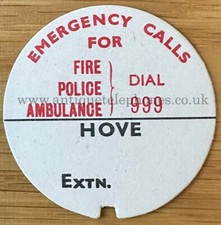 EMERGENCY CALLS
FOR
FIRE
POLICE
AMBULANCE
DIAL
999
www.antiquetelephones.co.uk
HOVE
EXTN.